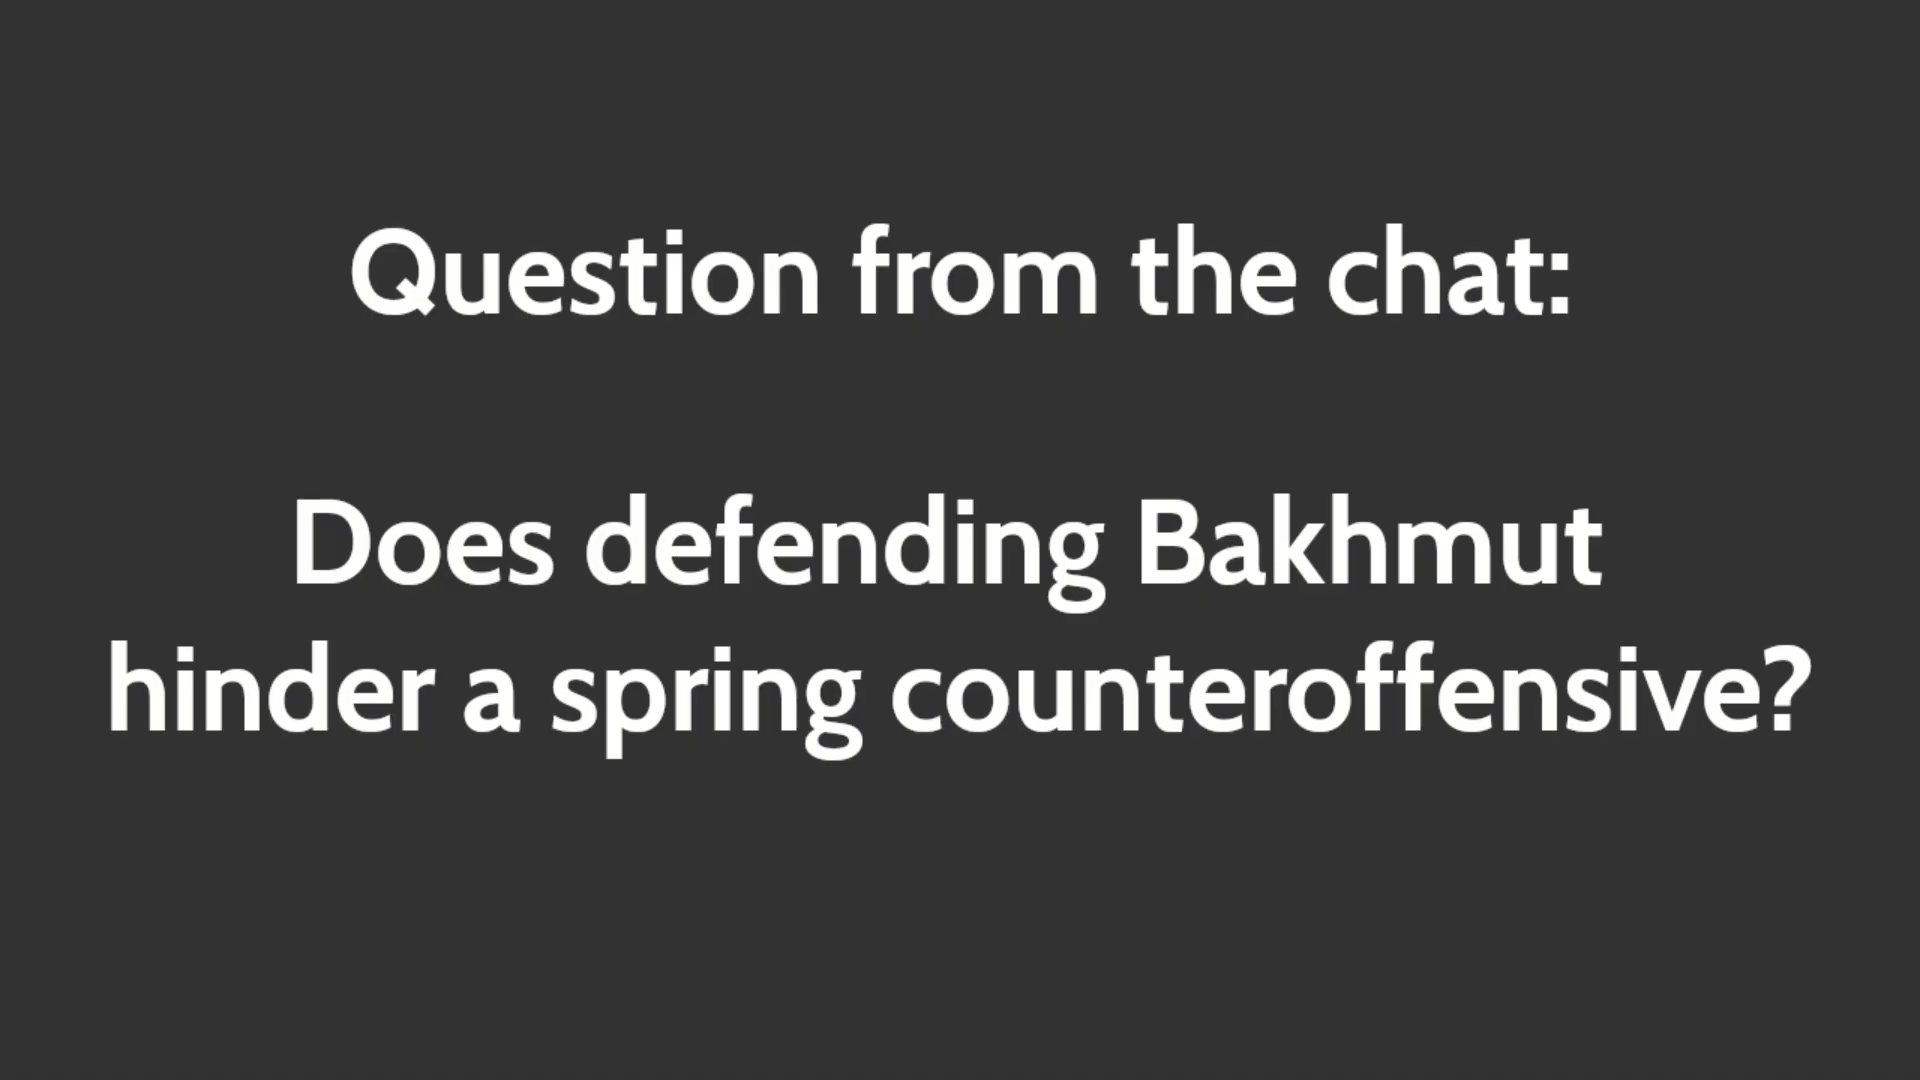 Question from the chat:
Does defending Bakhmut
hinder a spring counteroffensive?